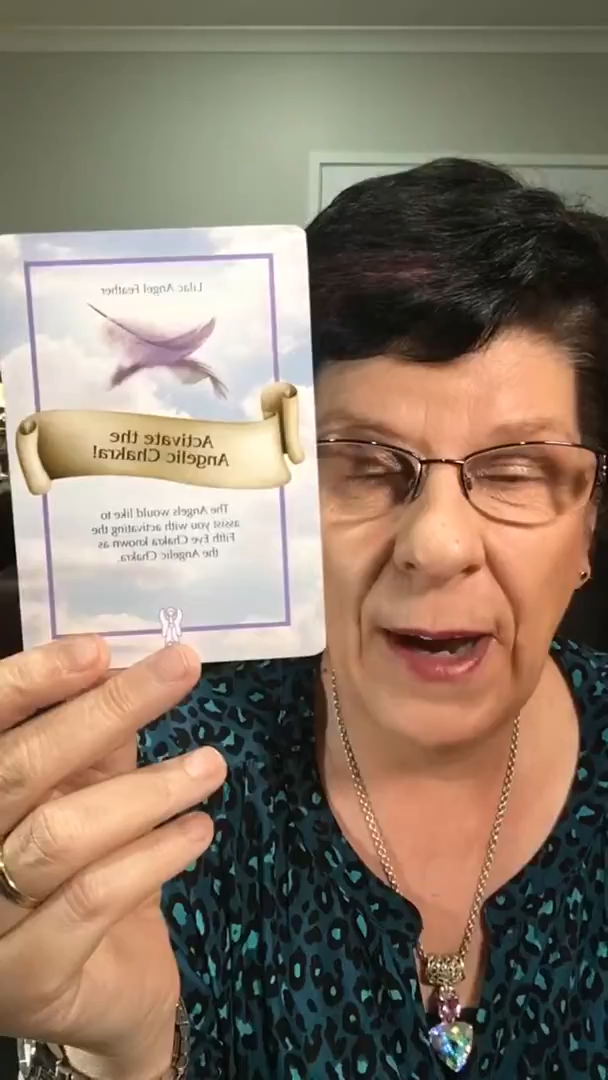 Lilac Angel Feather
Activate the
Angelic Chakra!
The Angels would like to
assist you with activating the
Fifth Eye Chakra known as
the Angelic Chakra.